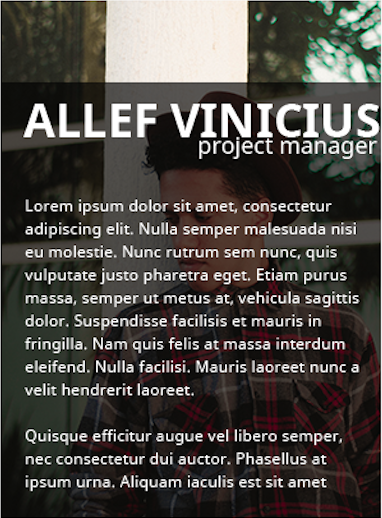 ALLEF VINICIUS
project manager
Lorem ipsum dolor sit amet, consectetur
adipiscing elit. Nulla semper malesuada nisi
eu molestie. Nunc rutrum sem nunc, quis
vulputate justo pharetra eget. Etiam purus
massa, semper ut metus at, vehicula sagittis
dolor. Suspendisse facilisis et mauris in
fringilla. Nam quis felis at massa interdum
eleifend. Nulla facilisi. Mauris laoreet nunc a
velit hendrerit laoreet.
Quisque efficitur augue vel libero semper,
nec consectetur dui auctor. Phasellus at
ipsum urna. Aliquam iaculis est sit amet